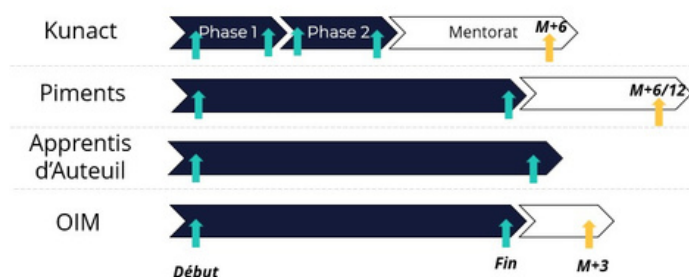 Kunact
Phase 1
Phase 2
Mentorat
M+6
Piments
M+6/12
Apprentis
d'Auteuil
OIM
Début
Fin
M+3